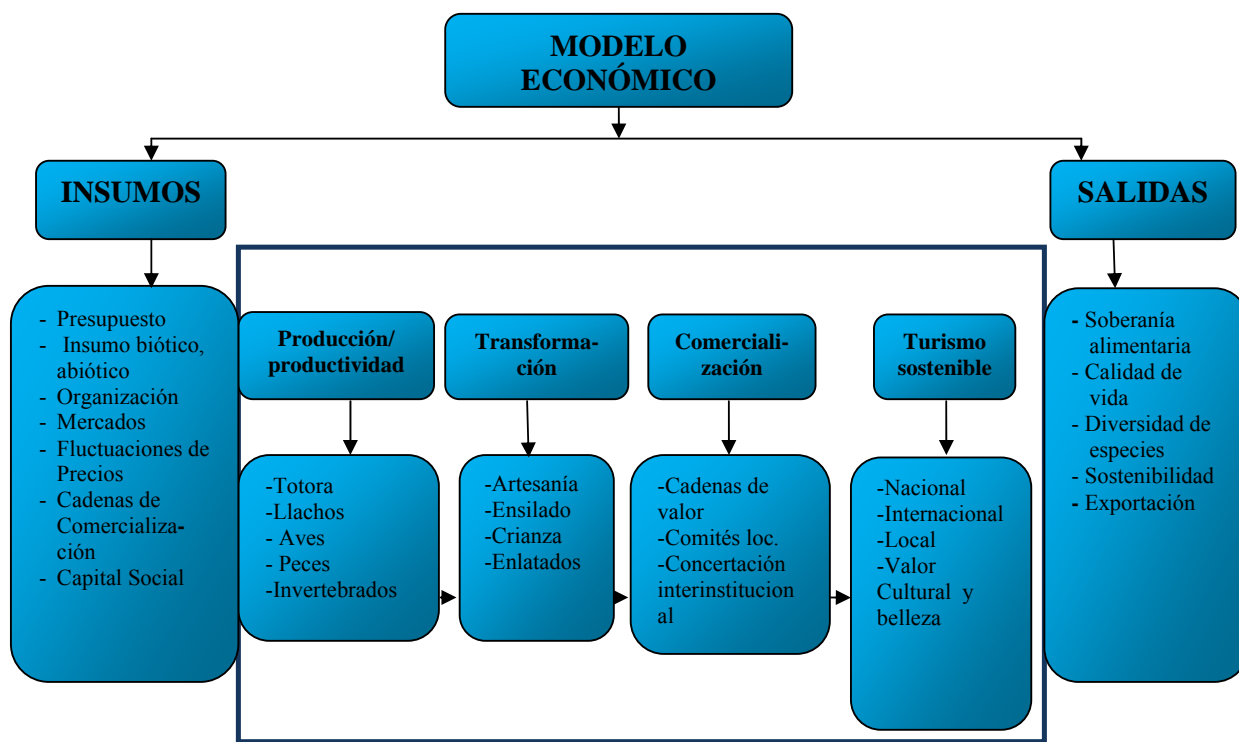 MODELO
ECONÓMICO
INSUMOS
SALIDAS
- Presupuesto
- Insumo biótico,
abiótico
- Organización
- Mercados
- Fluctuaciones de
Precios
- Cadenas de
Comercializa-
ción
- Capital Social
Producción/
productividad
-Totora
-Llachos
- Aves
- Peces
-Invertebrados
Transforma-
ción
-Artesanía
-Ensilado
-Crianza
-Enlatados
Comerciali-
zación
-Cadenas de
valor
-Comités loc.
-Concertación
interinstitucion
al
Turismo
sostenible
-Nacional
-Internacional
-Local
-Valor
Cultural y
belleza
- Soberanía
alimentaria
- Calidad de
vida
- Diversidad de
especies
- Sostenibilidad
- Exportación